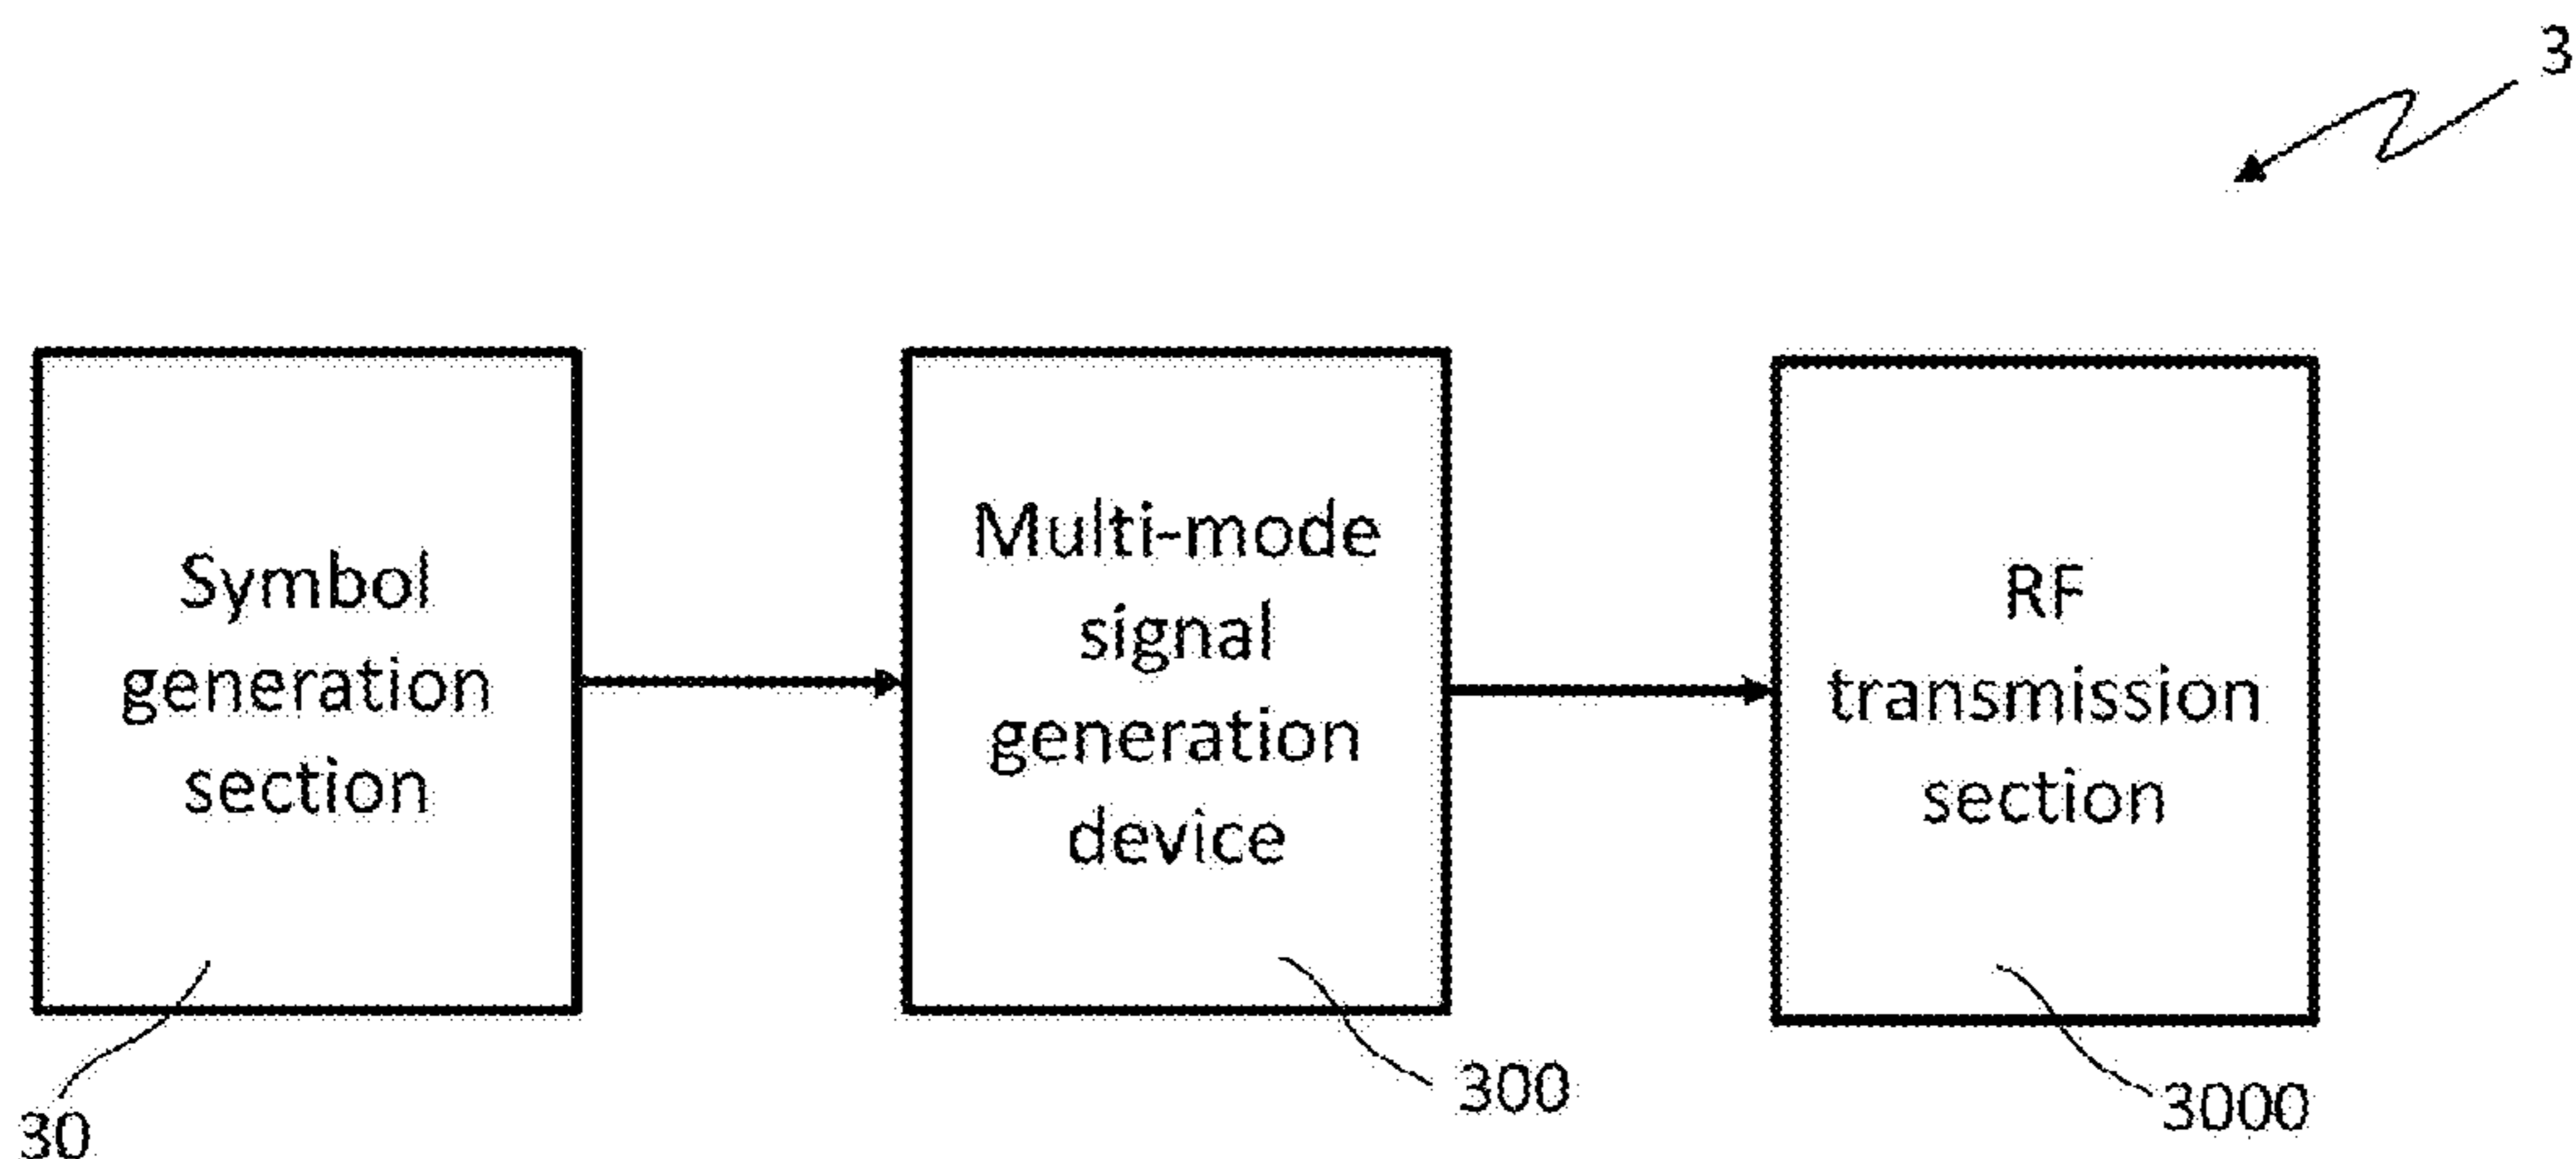 3
Symbol
generation
section
Multi-mode
signal
generation
device
RF
transmission
section
30
300
3000